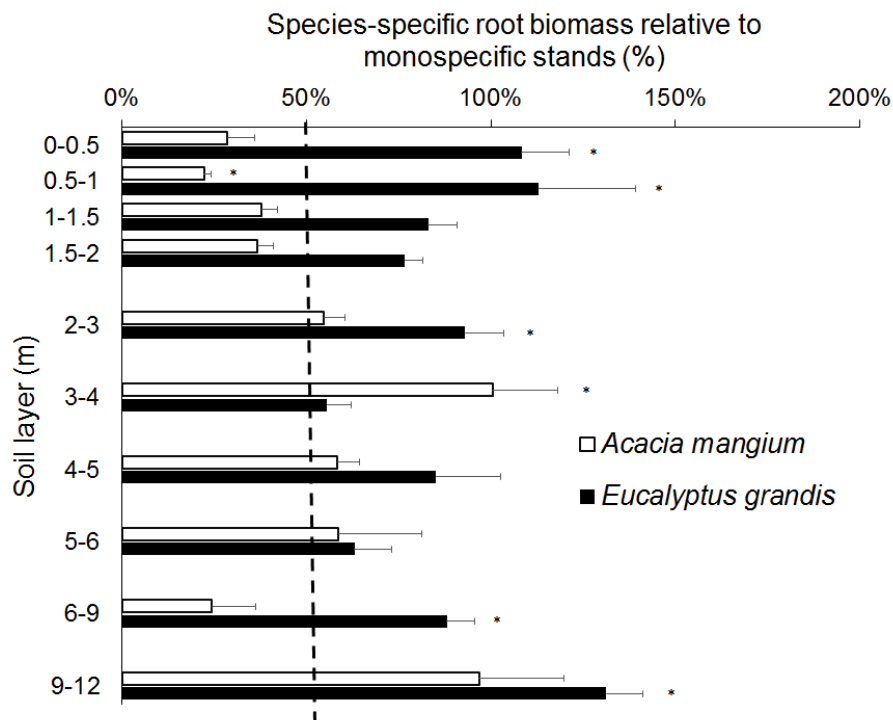 Species-specific root biomass relative to
monospecific stands (%)
0% 50% 100% 150% 200%
Soil layer (m)
0-0.5
*
0.5-1
*
*
1-1.5
1.5-2
2-3
*
3-4
*
4-5
5-6
6-9
*
9-12
*
Acacia mangium
Eucalyptus grandis